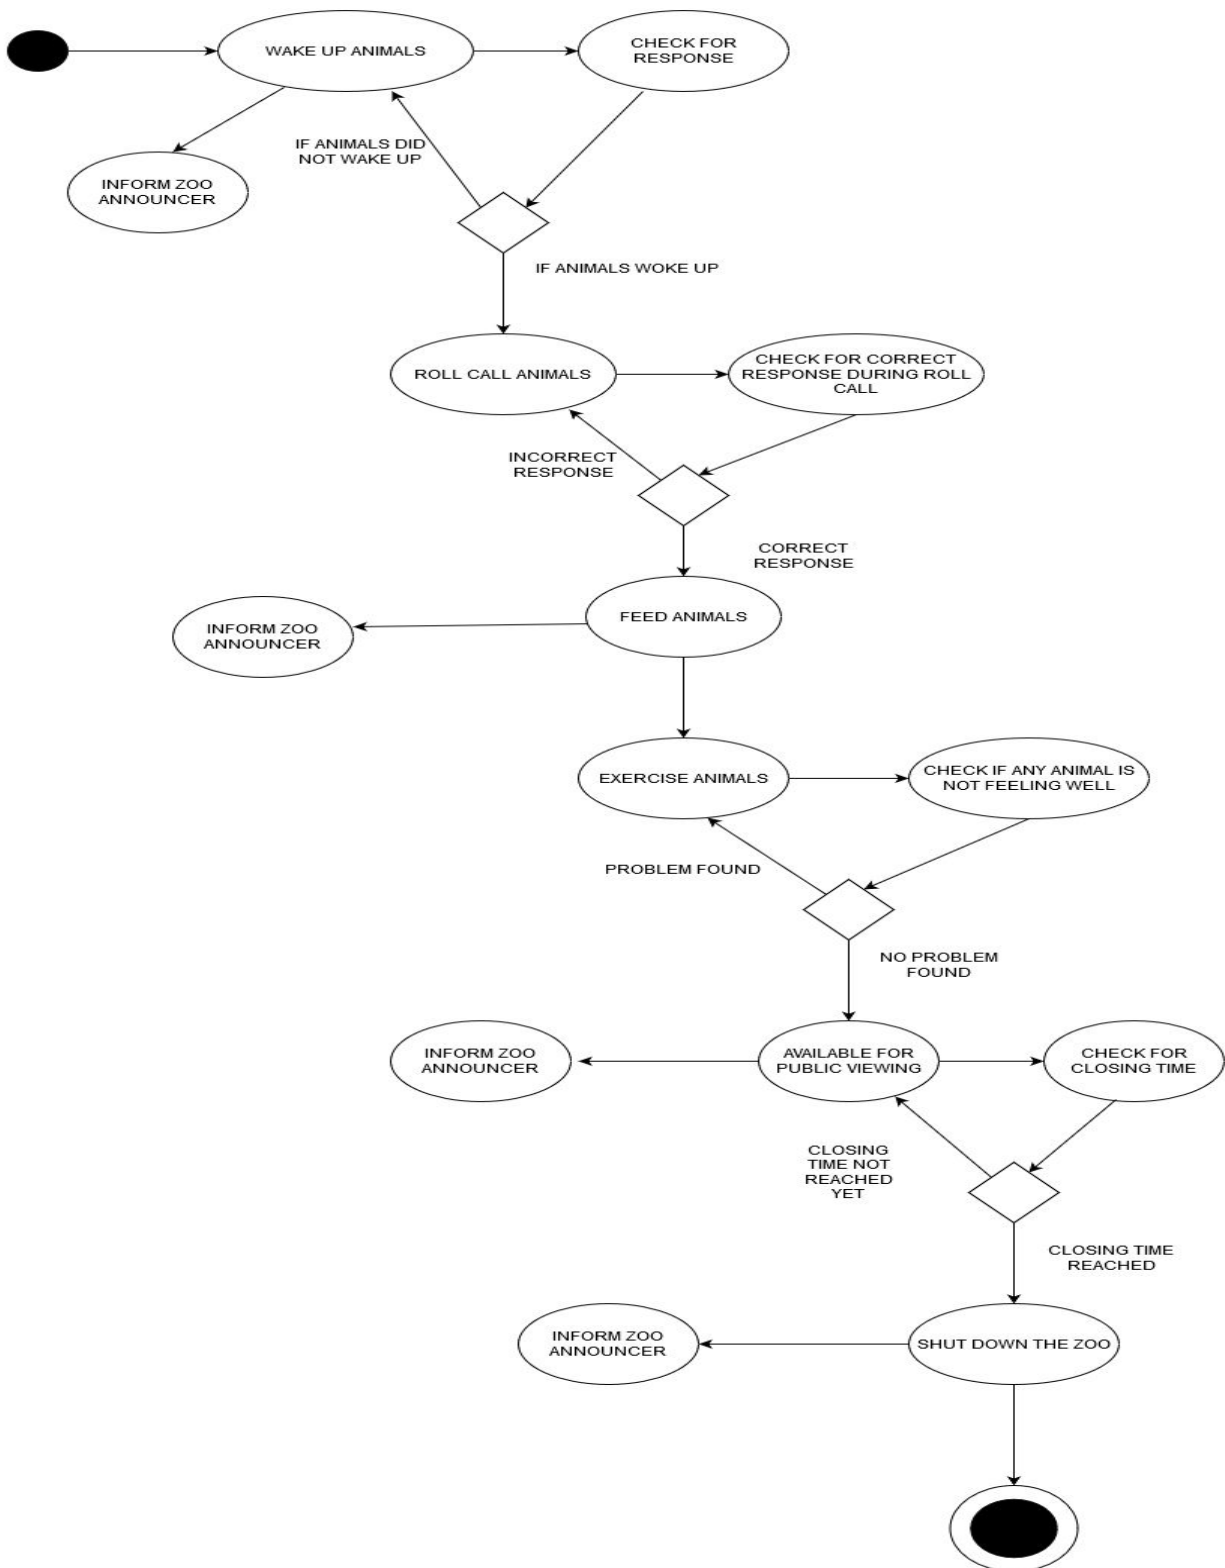 WAKE UP ANIMALS
CHECK FOR
RESPONSE
IF ANIMALS DID
NOT WAKE UP
INFORM ZOO
ANNOUNCER
IF ANIMALS WOKE UP
ROLL CALL ANIMALS
CHECK FOR CORRECT
RESPONSE DURING ROLL
CALL
INCORRECT
RESPONSE
CORRECT
RESPONSE
FEED ANIMALS
INFORM ZOO
ANNOUNCER
EXERCISE ANIMALS
CHECK IF ANY ANIMAL IS
NOT FEELING WELL
PROBLEM FOUND
NO PROBLEM
FOUND
INFORM ZOO
ANNOUNCER
AVAILABLE FOR
PUBLIC VIEWING
CHECK FOR
CLOSING TIME
CLOSING
TIME NOT
REACHED
YET
CLOSING TIME
REACHED
INFORM ZOO
ANNOUNCER
SHUT DOWN THE ZOO